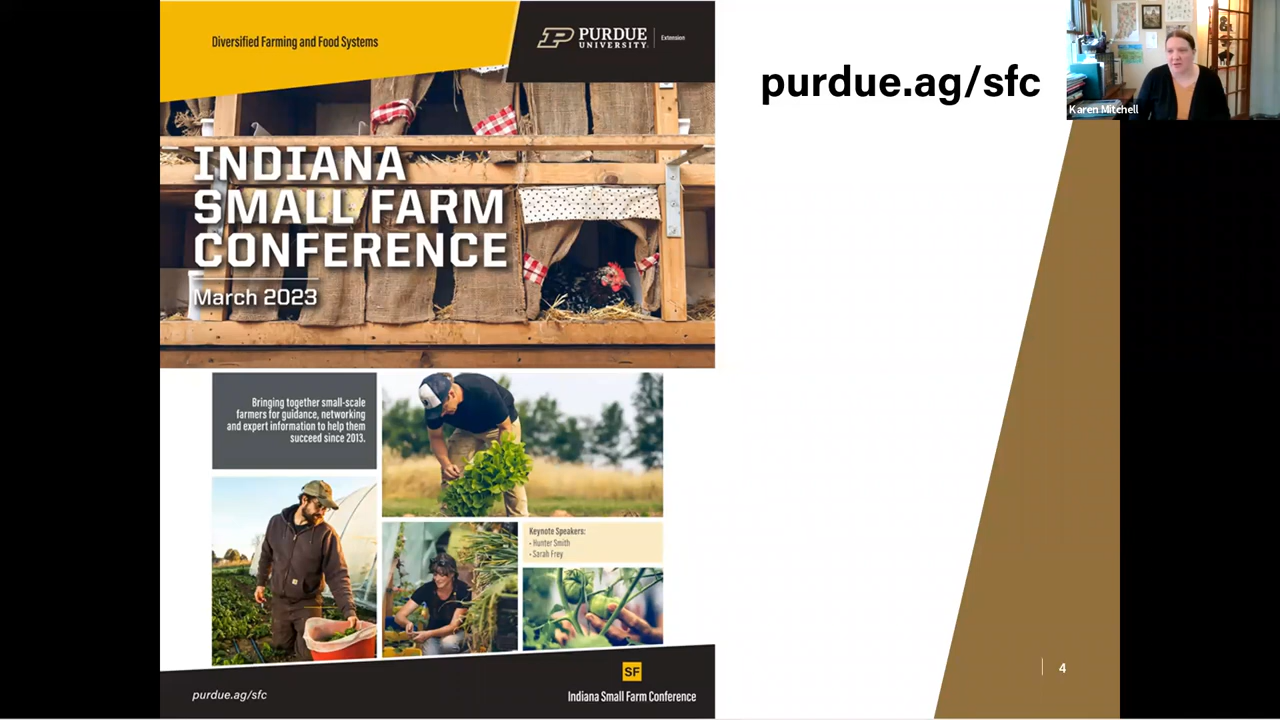 Diversified Farming and Food Systems
PURDUE
UNIVERSITY
Extension
purdue.ag/sfc
Karen Mitchell
INDIANA
SMALL FARM
CONFERENCE
March 2023
Bringing together small-scale
farmers for guidance, networking
and expert information to help them
succeed since 2013.
Keynote Speakers:
- Hunter Smith
- Sarah Frey
SF
purdue.ag/sfc
Indiana Small Farm Conference
4